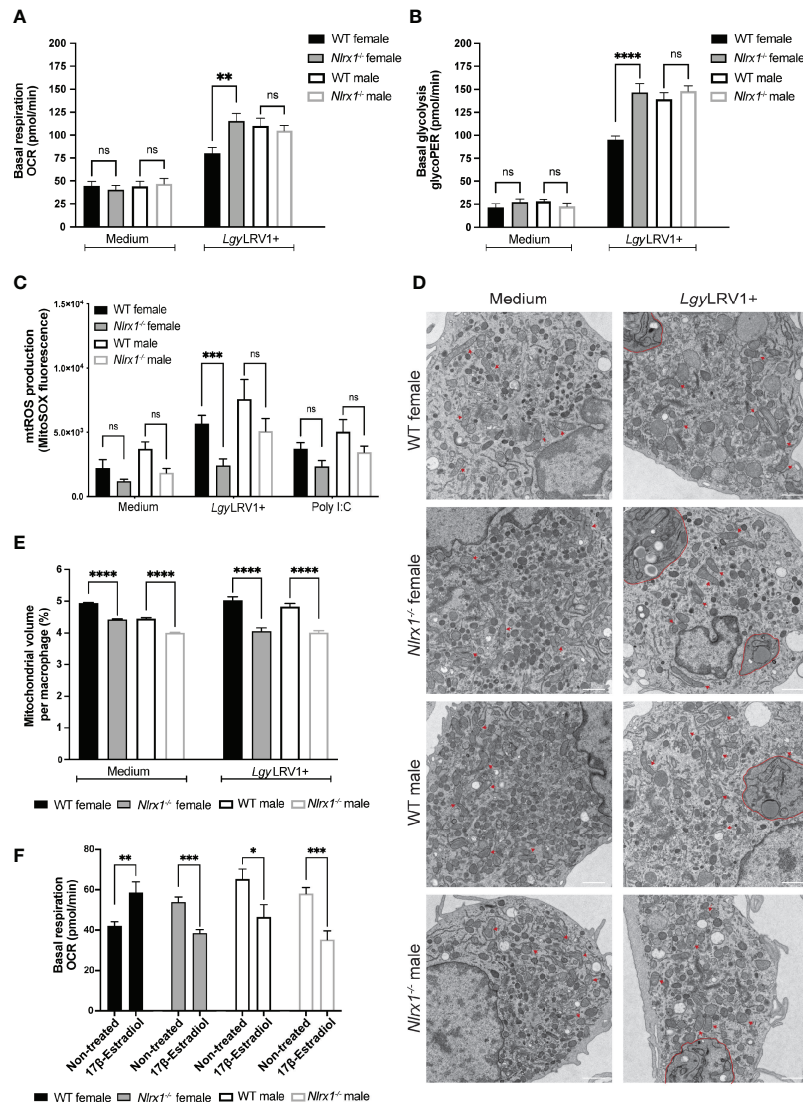 A
Basal respiration
OCR (pmol/min)
200
175
150
125
100
75
50
25
0
WT female
Nlrx1-/- female
WT male
Nlrx1-/- male
ns
ns
**
ns
Medium
LgyLRV1+
B
Basal glycolysis
glycoPER (pmol/min)
200
175
150
125
100
75
50
25
0
WT female
Nlrx1-/- female
WT male
Nlrx1-/- male
ns
ns
****
ns
Medium
LgyLRV1+
C
mtROS production
(MitoSOX fluorescence)
1.5×10⁴
1.0×10⁴
5.0×10³
0.0
WT female
Nlrx1-/- female
WT male
Nlrx1-/- male
ns
ns
***
ns
ns
ns
Medium
LgyLRV1+
Poly I:C
D
Medium
LgyLRV1+
WT female
Nlrx1-/- female
WT male
Nlrx1-/- male
E
Mitochondrial volume
per macrophage (%)
6
5
4
3
2
1
0
****
****
****
****
Medium
LgyLRV1+
WT female
Nlrx1-/- female
WT male
Nlrx1-/- male
F
Basal respiration
OCR (pmol/min)
80
60
40
20
0
**
***
*
***
Non-treated
17β-Estradiol
Non-treated
17β-Estradiol
Non-treated
17β-Estradiol
Non-treated
17β-Estradiol
WT female
Nlrx1-/- female
WT male
Nlrx1-/- male